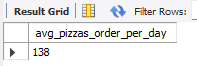 Result Grid Filter Rows:
avg_pizzas_order_per_day
138